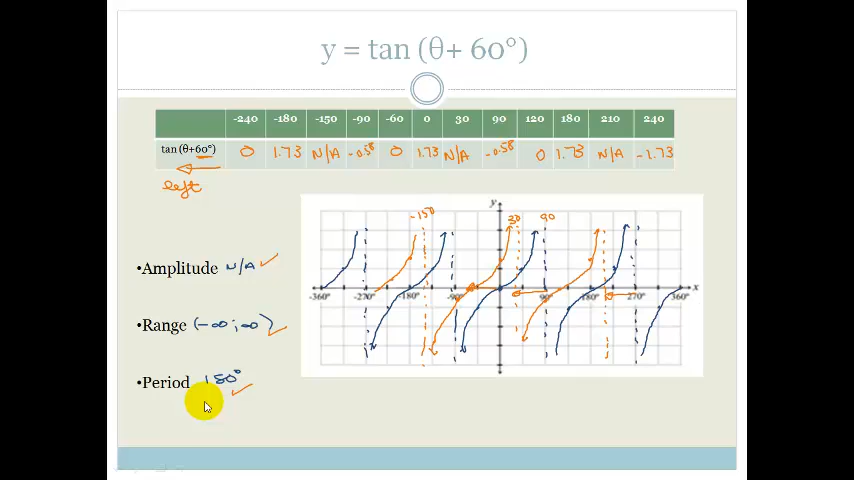 y = tan (θ+ 60°)
-240 -180 -150 -90 -60 0 30 90 120 180 210 240
tan (θ+60°) 0 1.73 N/A -0.58 0 1.73 N/A -0.58 0 1.73 N/A -1.73
left
y
-150 30 90
•Amplitude N/A
-360° -270° -180° -90° 0 90° 180° 270° 360° x
•Range (-∞ ; ∞)
•Period 180°